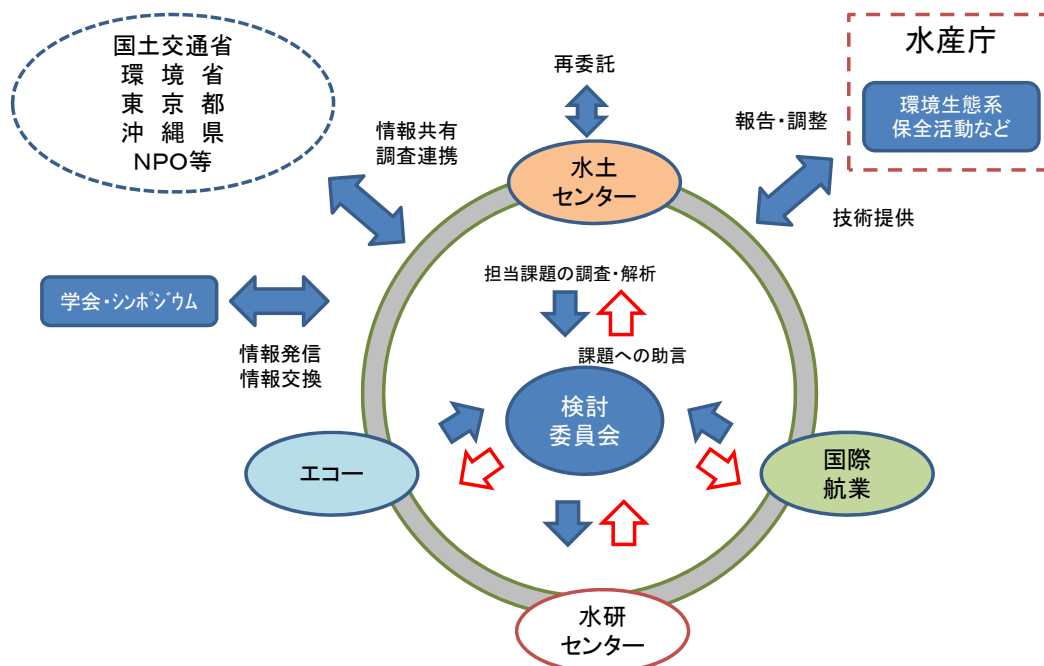 国土交通省
環 境 省
東 京 都
沖 縄 県
NPO等
再委託
水産庁
環境生態系
保全活動など
報告・調整
情報共有
調査連携
水土
センター
技術提供
担当課題の調査・解析
学会・シンポジウム
情報発信
情報交換
課題への助言
検討
委員会
エコー
国際
航業
水研
センター